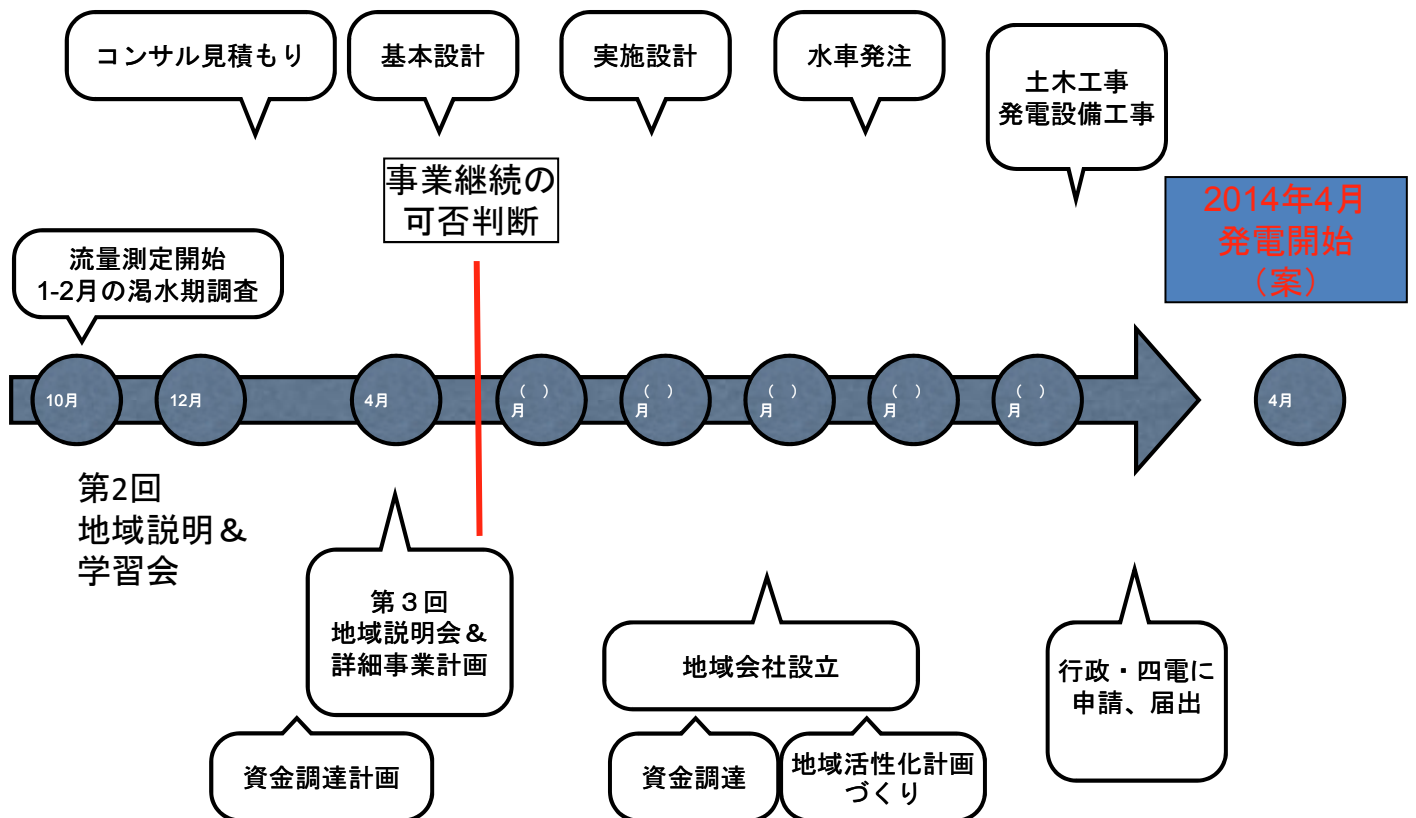 コンサル見積もり
基本設計
実施設計
水車発注
土木工事
発電設備工事
事業継続の
可否判断
2014年4月
発電開始
（案）
流量測定開始
1-2月の渇水期調査
10月
12月
4月
（　）
月
（　）
月
（　）
月
（　）
月
（　）
月
4月
第2回
地域説明＆
学習会
第３回
地域説明会＆
詳細事業計画
地域会社設立
行政・四電に
申請、届出
資金調達計画
資金調達
地域活性化計画
づくり